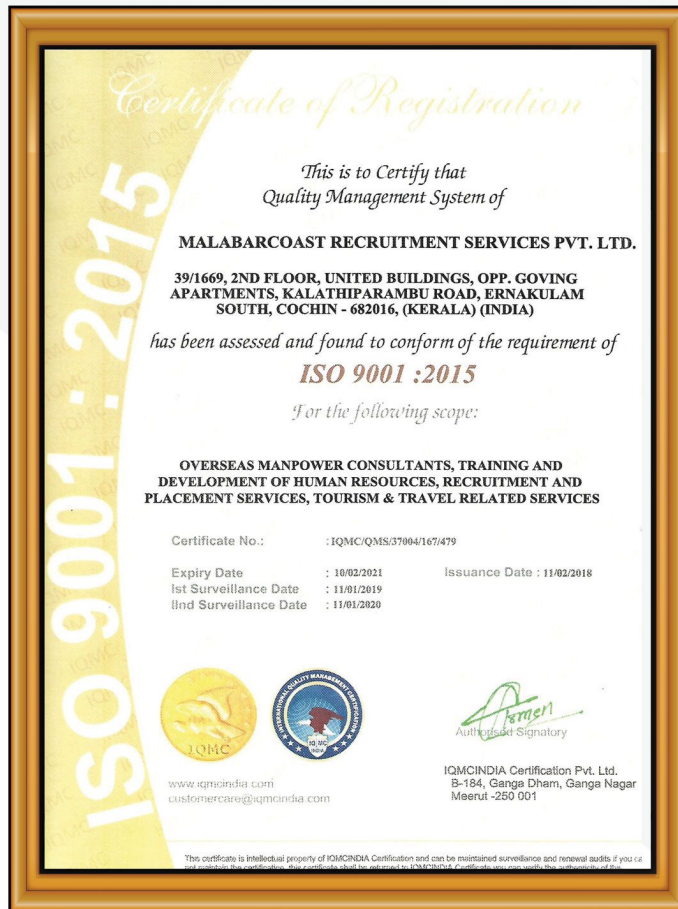 Certificate of Registration
This is to Certify that
Quality Management System of
MALABARCOAST RECRUITMENT SERVICES PVT. LTD.
39/1669, 2ND FLOOR, UNITED BUILDINGS, OPP. GOVING
APARTMENTS, KALATHIPARAMBU ROAD, ERNAKULAM
SOUTH, COCHIN - 682016, (KERALA) (INDIA)
has been assessed and found to conform of the requirement of
ISO 9001 :2015
For the following scope:
OVERSEAS MANPOWER CONSULTANTS, TRAINING AND
DEVELOPMENT OF HUMAN RESOURCES, RECRUITMENT AND
PLACEMENT SERVICES, TOURISM & TRAVEL RELATED SERVICES
Certificate No.: : IQMC/QMS/37004/167/479
Expiry Date : 10/02/2021 Issuance Date : 11/02/2018
Ist Surveillance Date : 11/01/2019
IInd Surveillance Date : 11/01/2020
ISO 9001 : 2015
IQMC
INTERNATIONAL QUALITY MANAGEMENT CERTIFICATION
IQMC
INDIA
Authorised Signatory
www.iqmcindia.com
customercare@iqmcindia.com
IQMCINDIA Certification Pvt. Ltd.
B-184, Ganga Dham, Ganga Nagar
Meerut -250 001
This certificate is intellectual property of IQMCINDIA Certification and can be maintained surveillance and renewal audits if you ca